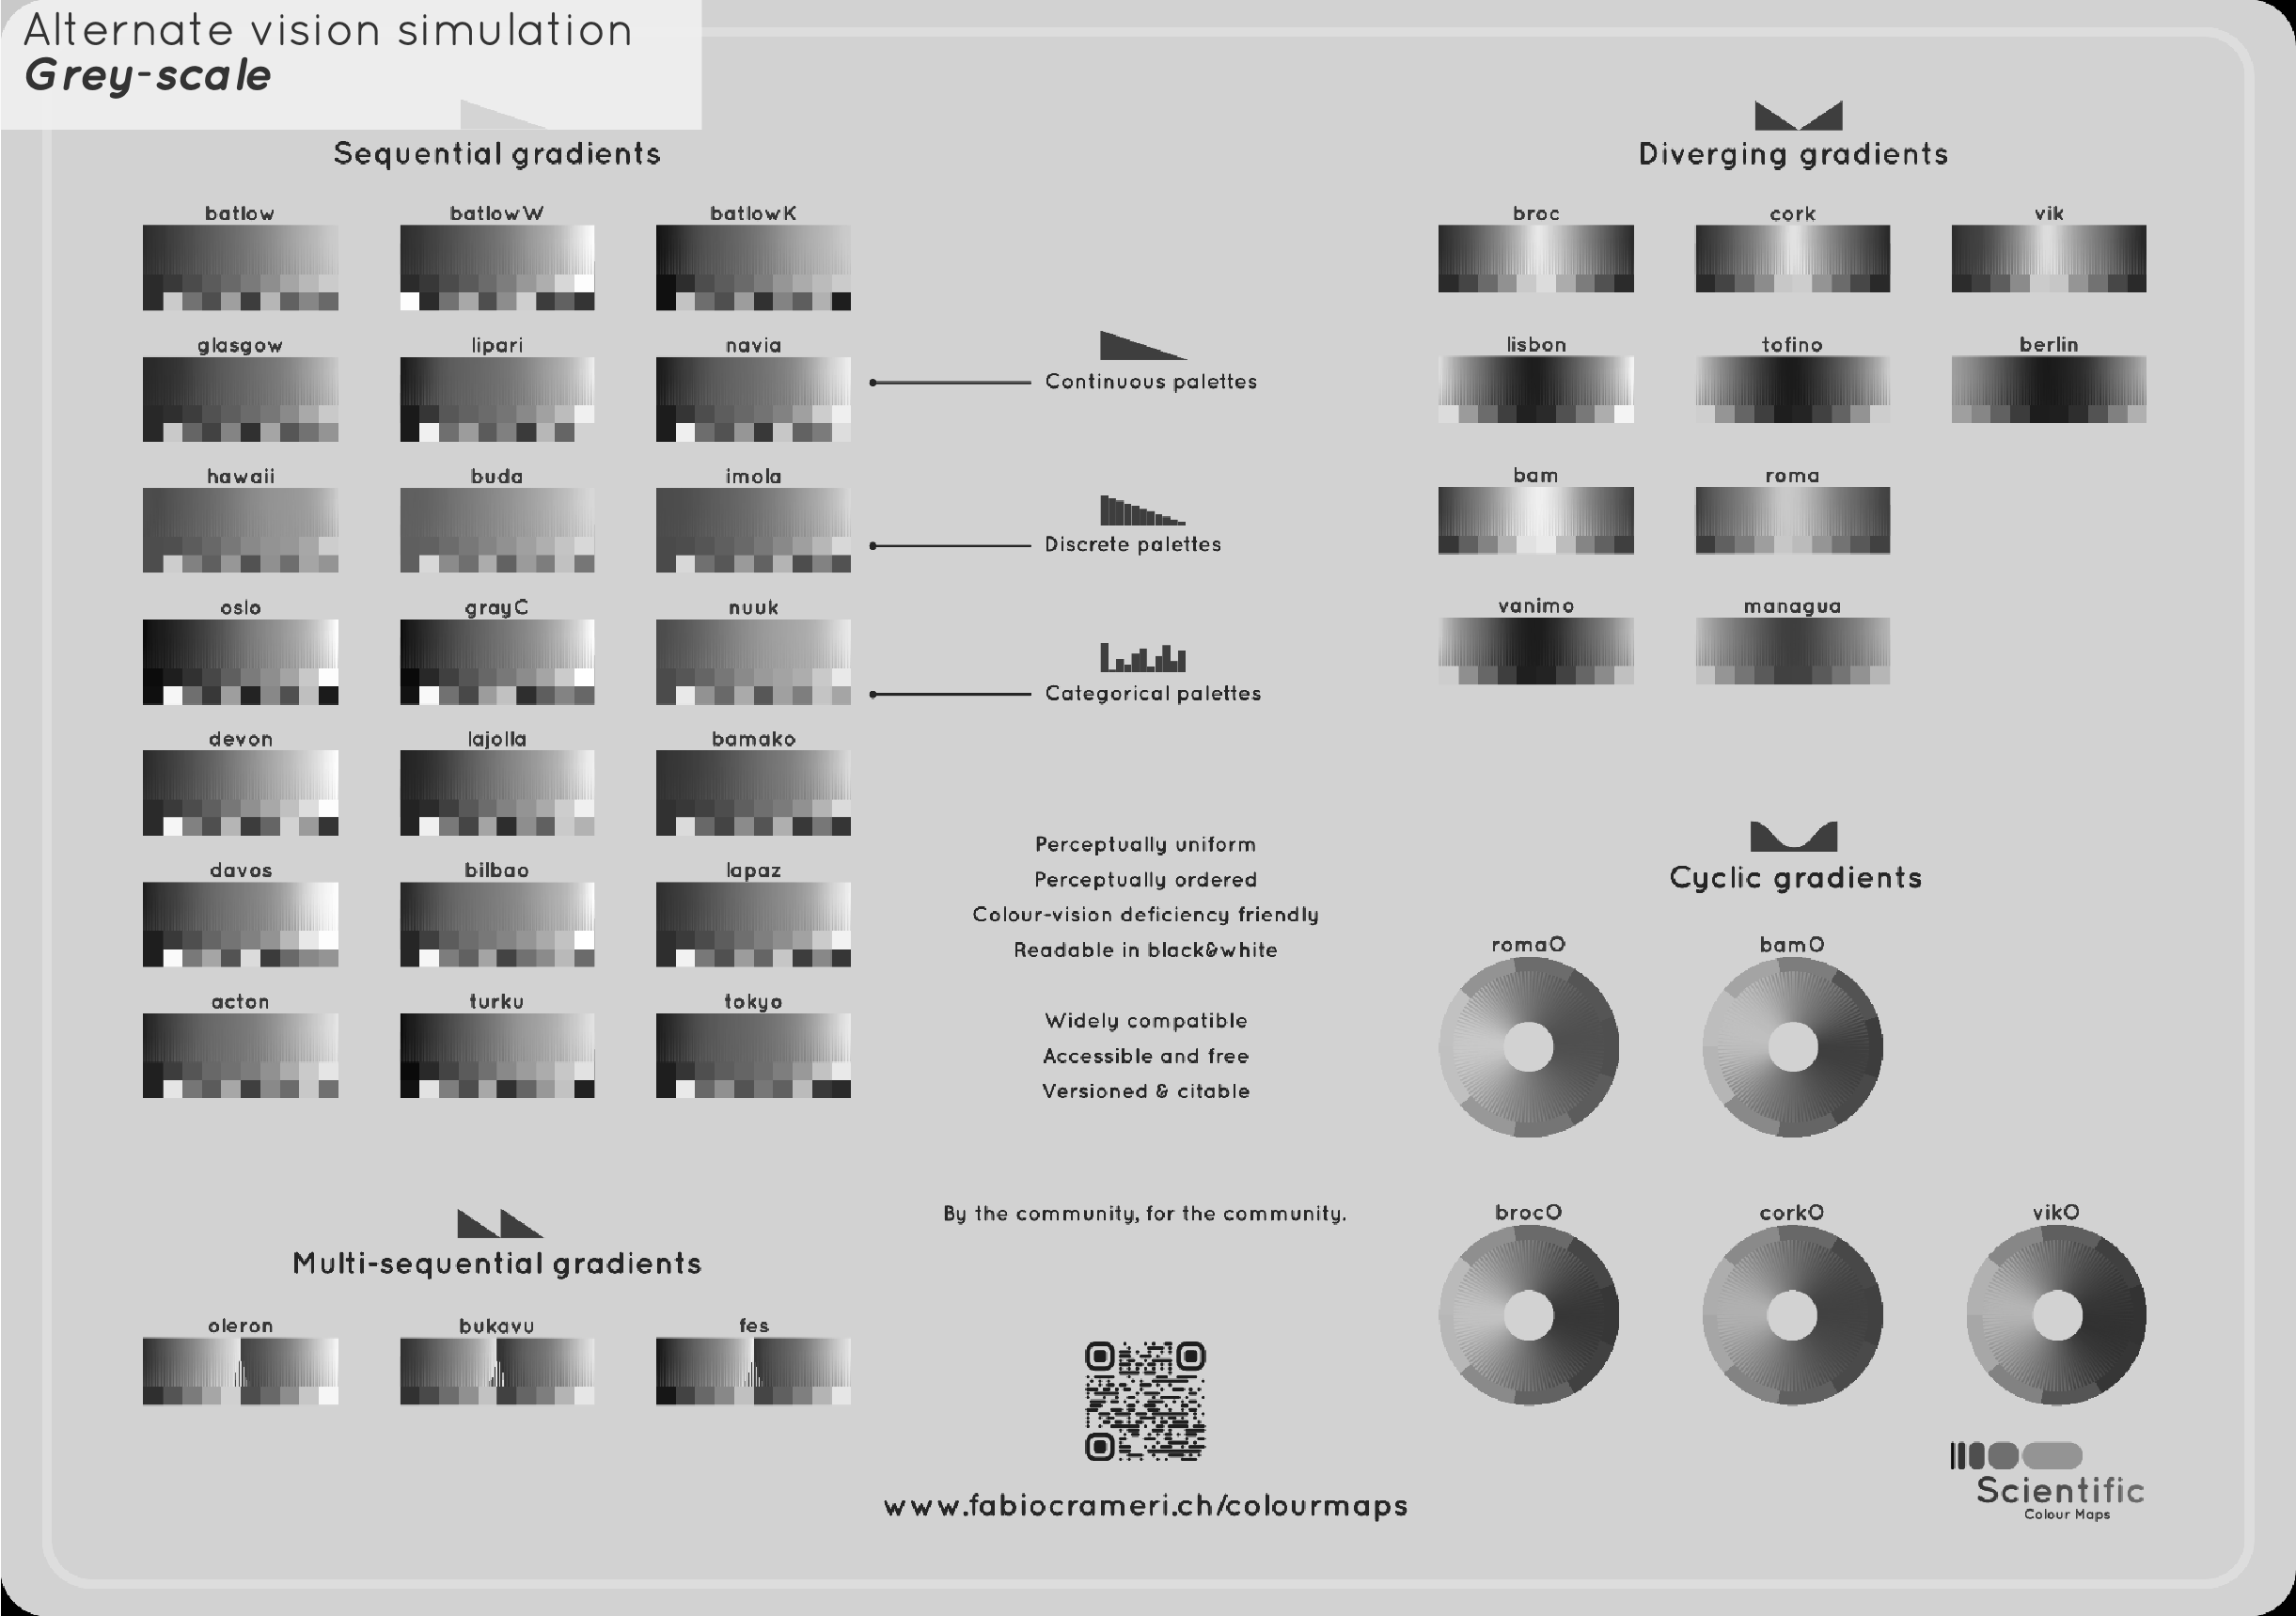 Alternate vision simulation
Grey-scale
Sequential gradients
batlow
batlowW
batlowK
glasgow
lipari
navia
hawaii
buda
imola
oslo
grayC
nuuk
devon
lajolla
bamako
davos
bilbao
lapaz
acton
turku
tokyo
Multi-sequential gradients
oleron
bukavu
fes
Continuous palettes
Discrete palettes
Categorical palettes
Perceptually uniform
Perceptually ordered
Colour-vision deficiency friendly
Readable in black&white
Widely compatible
Accessible and free
Versioned & citable
By the community, for the community.
www.fabiocrameri.ch/colourmaps
Diverging gradients
broc
cork
vik
lisbon
tofino
berlin
bam
roma
vanimo
managua
Cyclic gradients
romaO
bamO
brocO
corkO
vikO
Scientific
Colour Maps